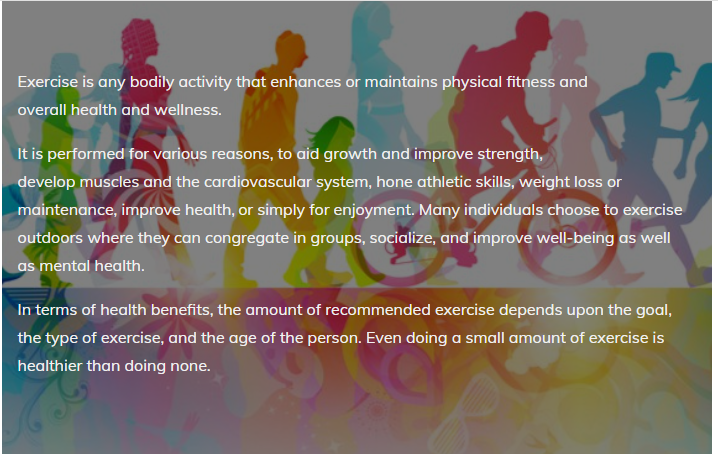 Exercise is any bodily activity that enhances or maintains physical fitness and
overall health and wellness.
It is performed for various reasons, to aid growth and improve strength,
develop muscles and the cardiovascular system, hone athletic skills, weight loss or
maintenance, improve health, or simply for enjoyment. Many individuals choose to exercise
outdoors where they can congregate in groups, socialize, and improve well-being as well
as mental health.
In terms of health benefits, the amount of recommended exercise depends upon the goal,
the type of exercise, and the age of the person. Even doing a small amount of exercise is
healthier than doing none.